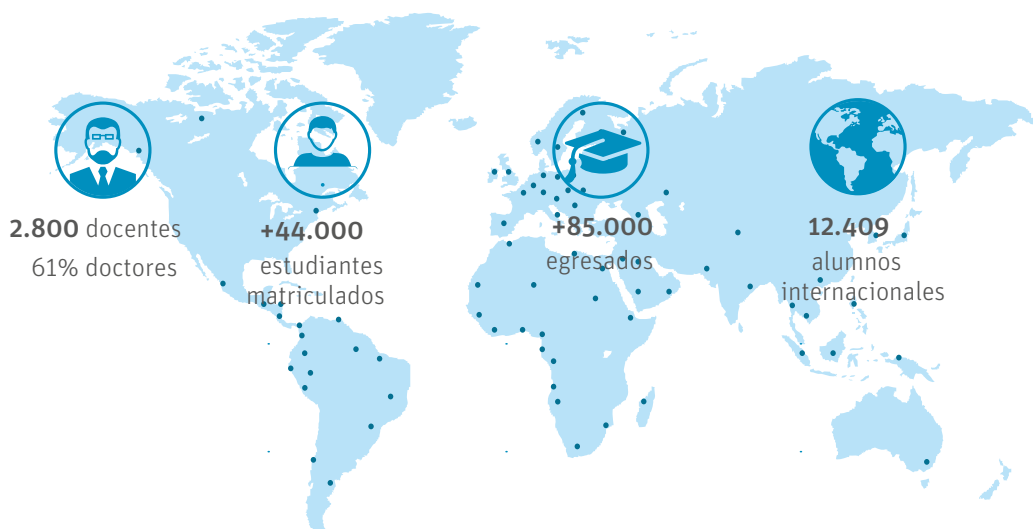 2.800 docentes
61% doctores
+44.000
estudiantes
matriculados
+85.000
egresados
12.409
alumnos
internacionales